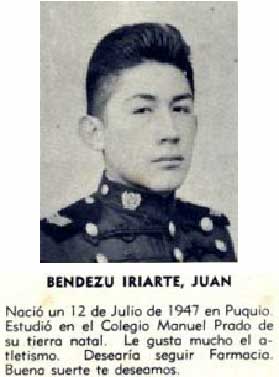 BENDEZU IRIARTE, JUAN
Nació un 12 de Julio de 1947 en Puquio.
Estudió en el Colegio Manuel Prado de
su tierra natal. Le gusta mucho el a-
tletismo. Desearía seguir Farmacia.
Buena suerte te deseamos.